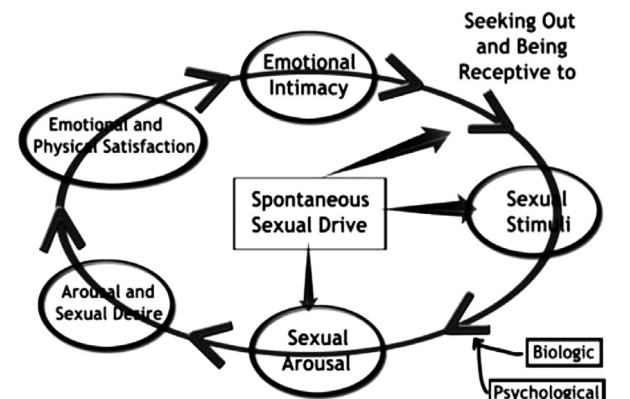 Seeking Out
and Being
Receptive to
Emotional
Intimacy
Emotional and
Physical Satisfaction
Spontaneous
Sexual Drive
Sexual
Stimuli
Arousal and
Sexual Desire
Sexual
Arousal
Biologic
Psychological